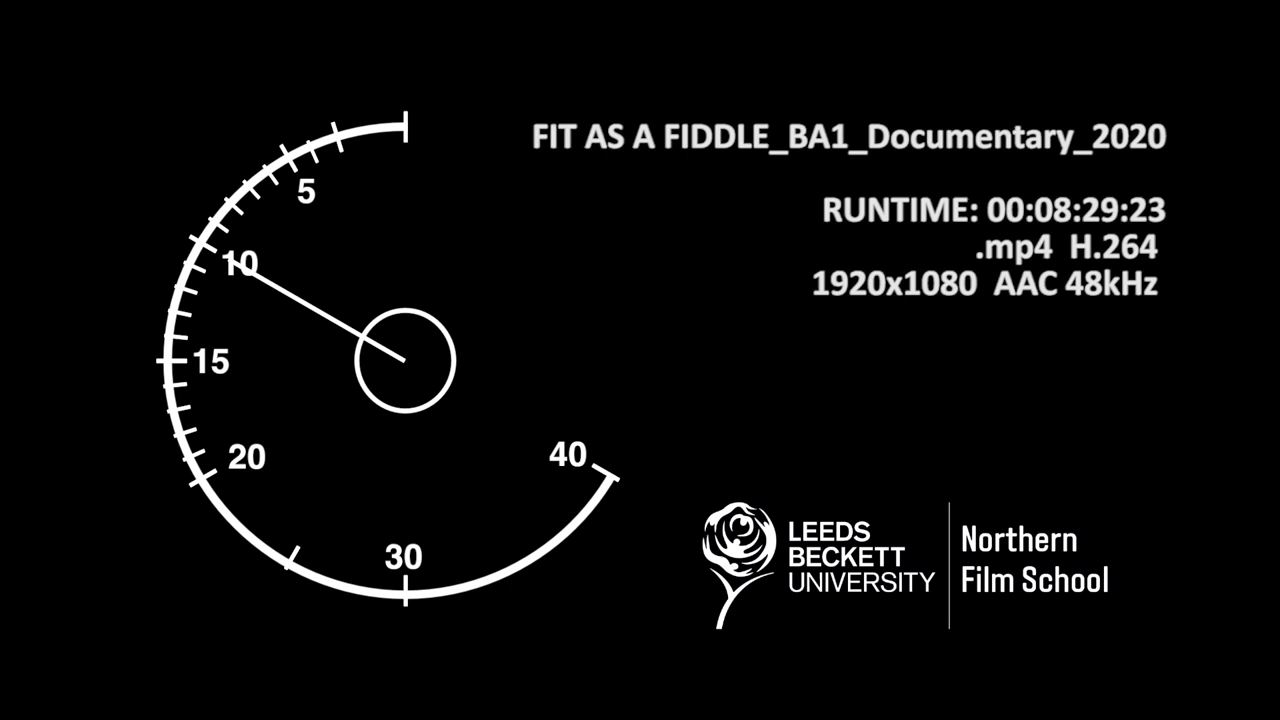 FIT AS A FIDDLE_BA1_Documentary_2020
RUNTIME: 00:08:29:23
.mp4 H.264
1920x1080 AAC 48kHz
5
10
15
20
30
40
LEEDS
BECKETT
UNIVERSITY
Northern
Film School